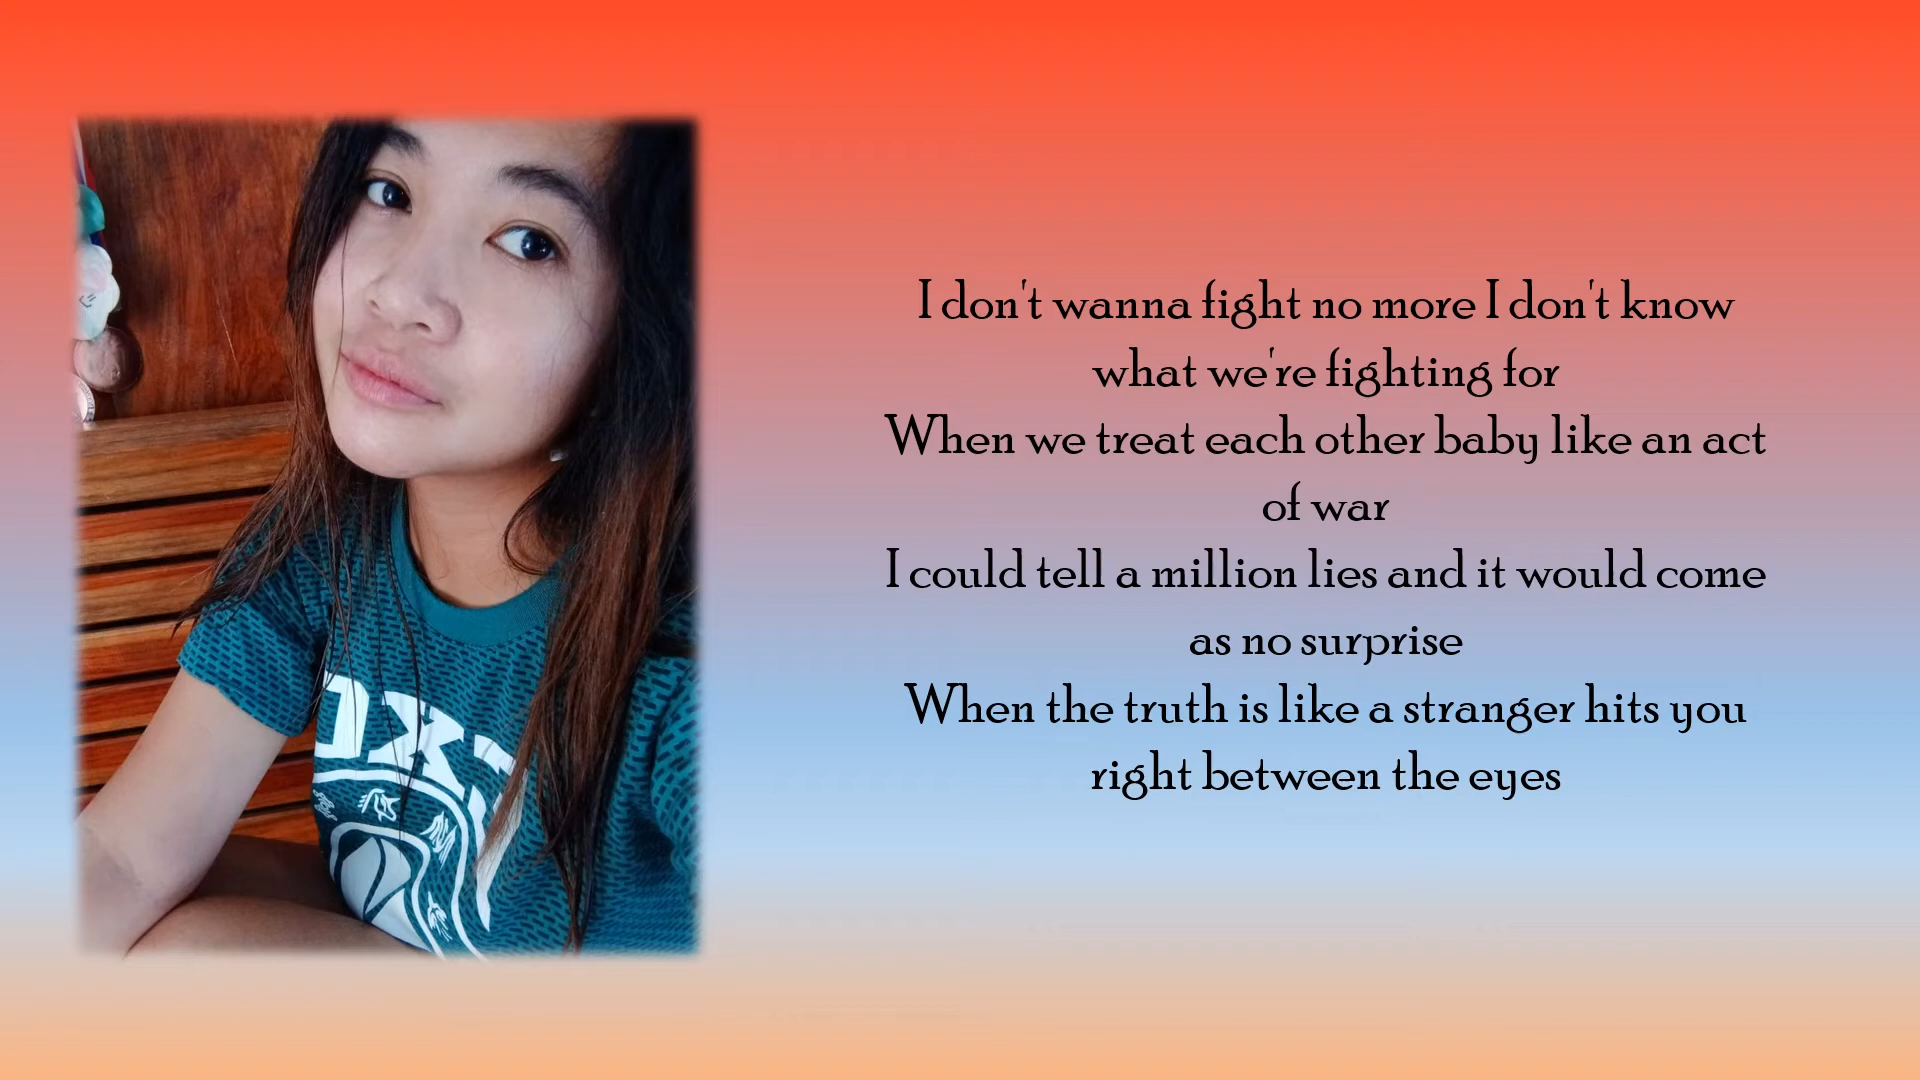 I don't wanna fight no more I don't know
what we're fighting for
When we treat each other baby like an act
of war
I could tell a million lies and it would come
as no surprise
When the truth is like a stranger hits you
right between the eyes